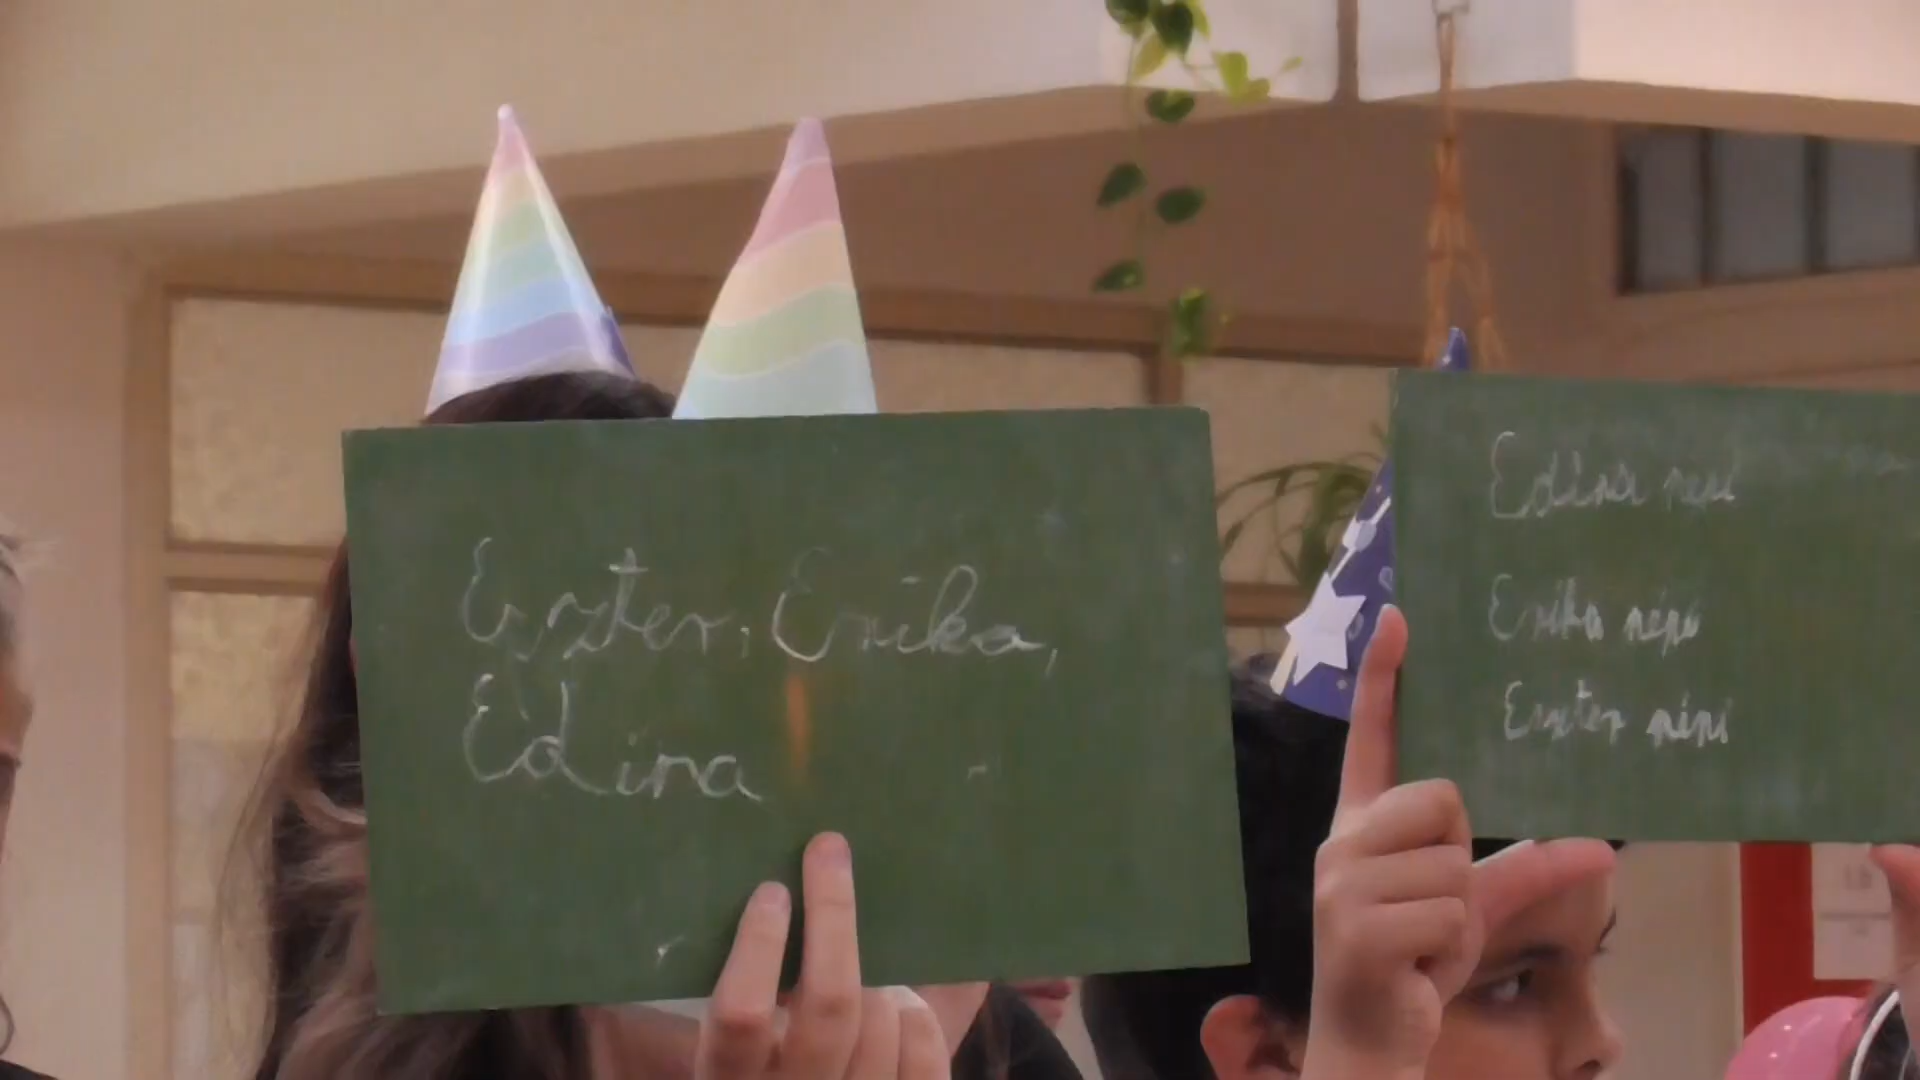 Eszter, Erika,
Edina
Edina néni
Erika néni
Eszter néni